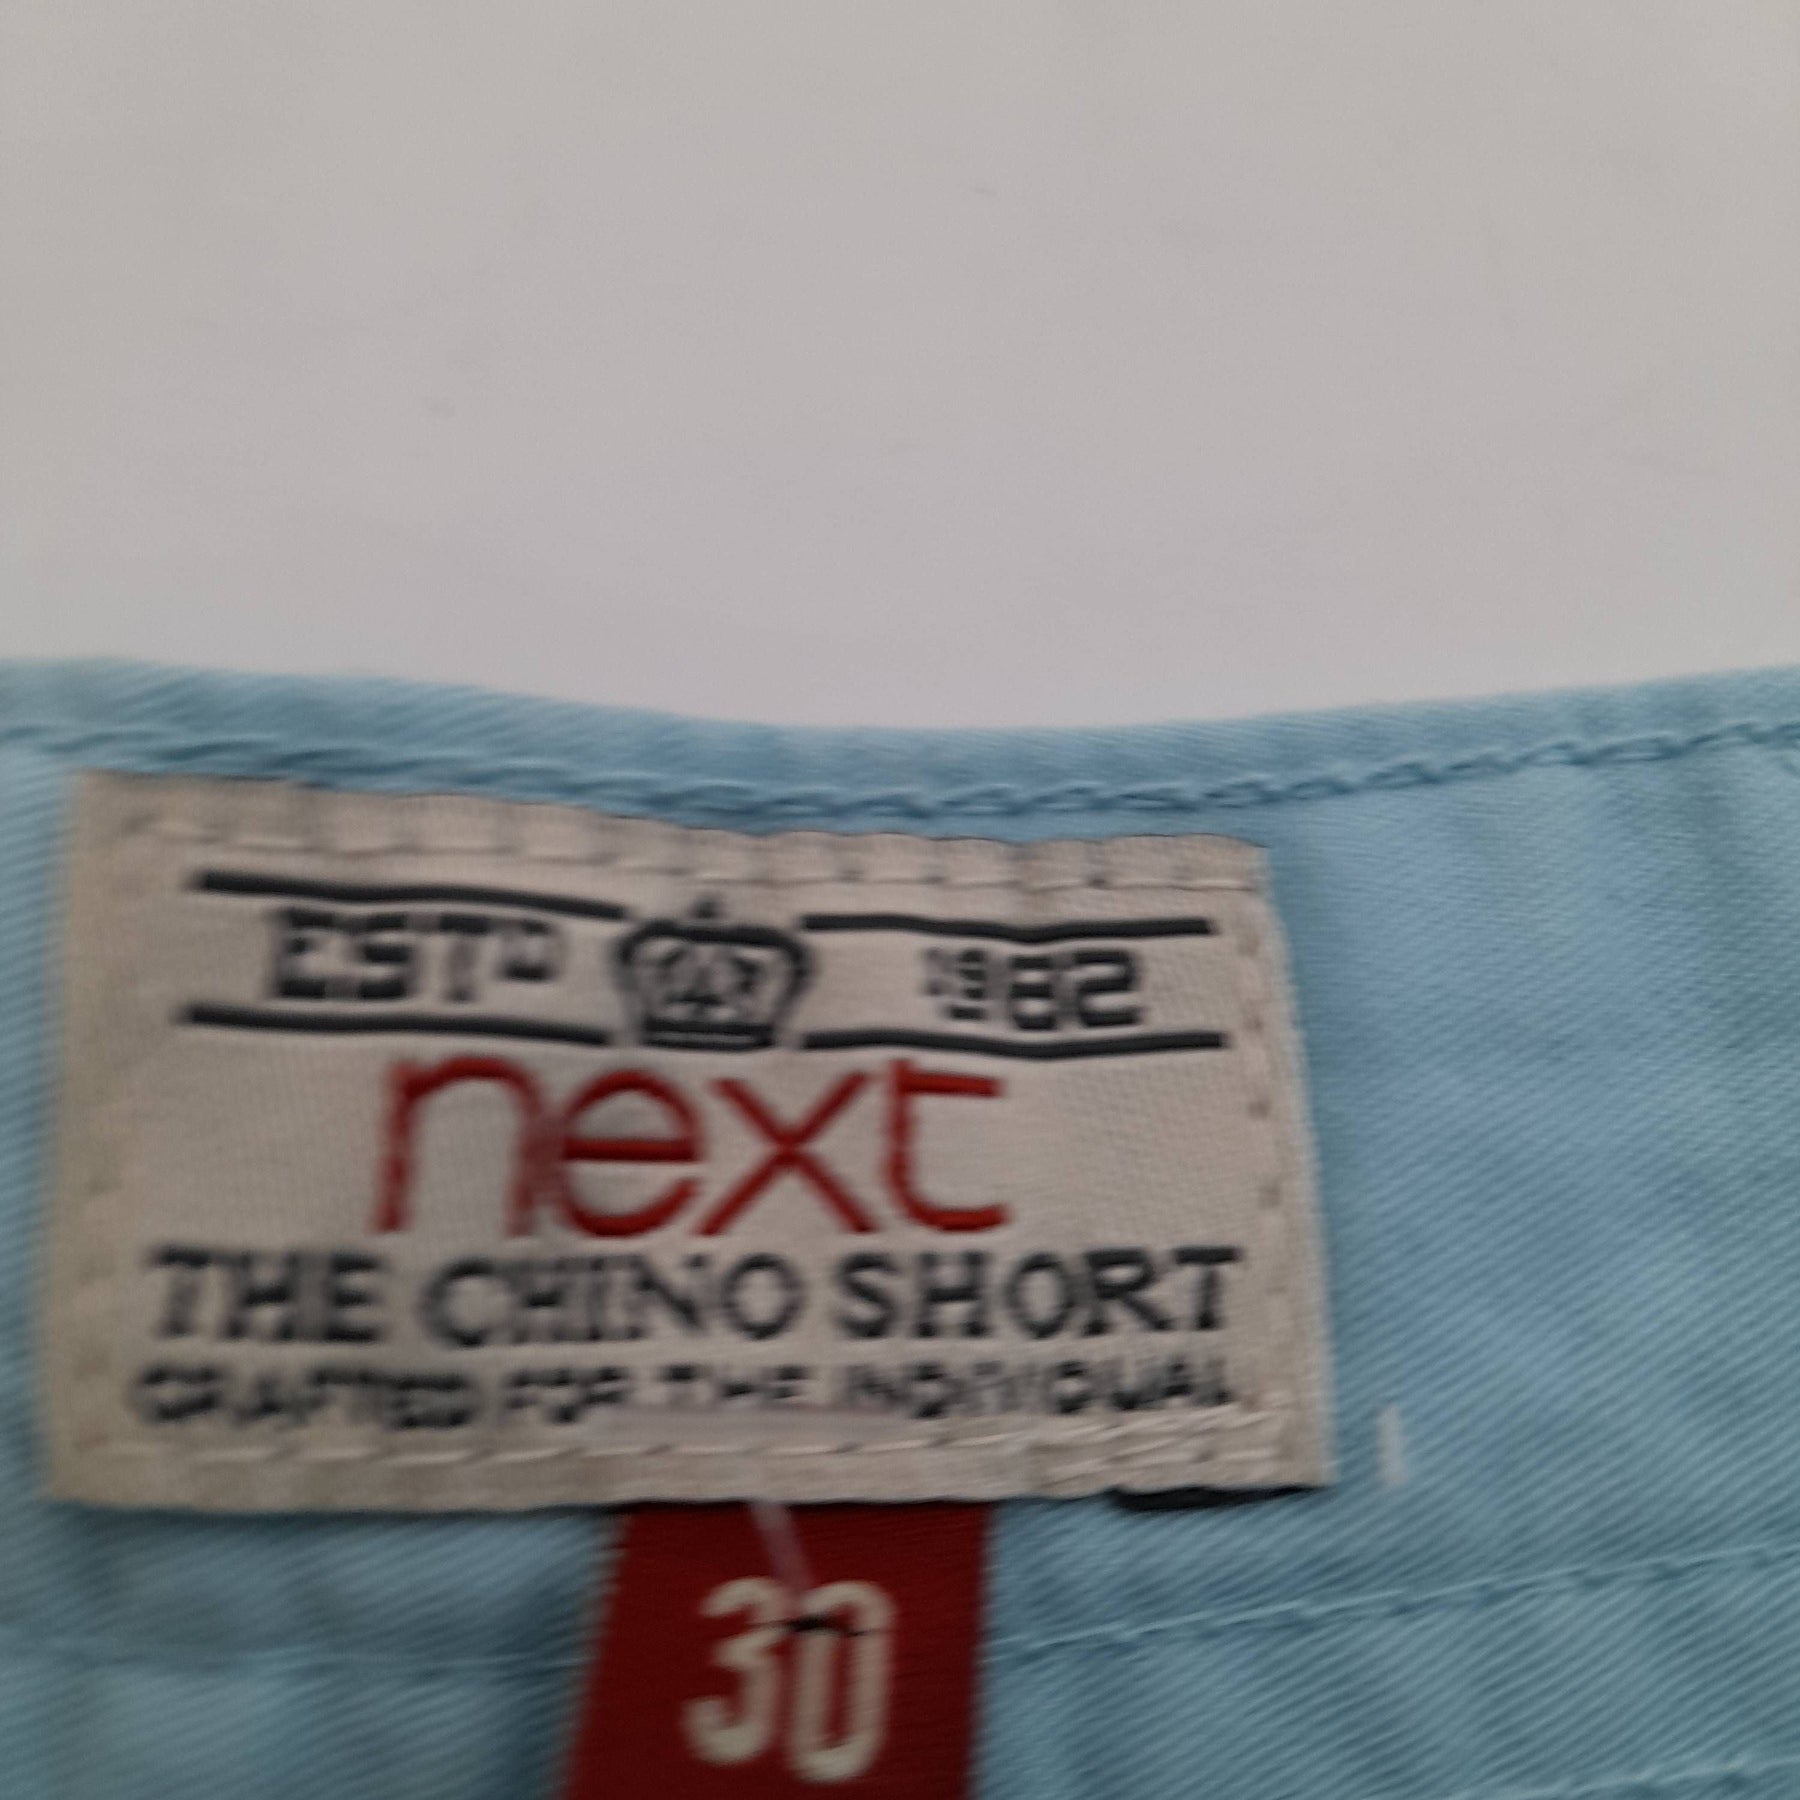 ESTD 1982
next
THE CHINO SHORT
CRAFTED FOR THE INDIVIDUAL
30